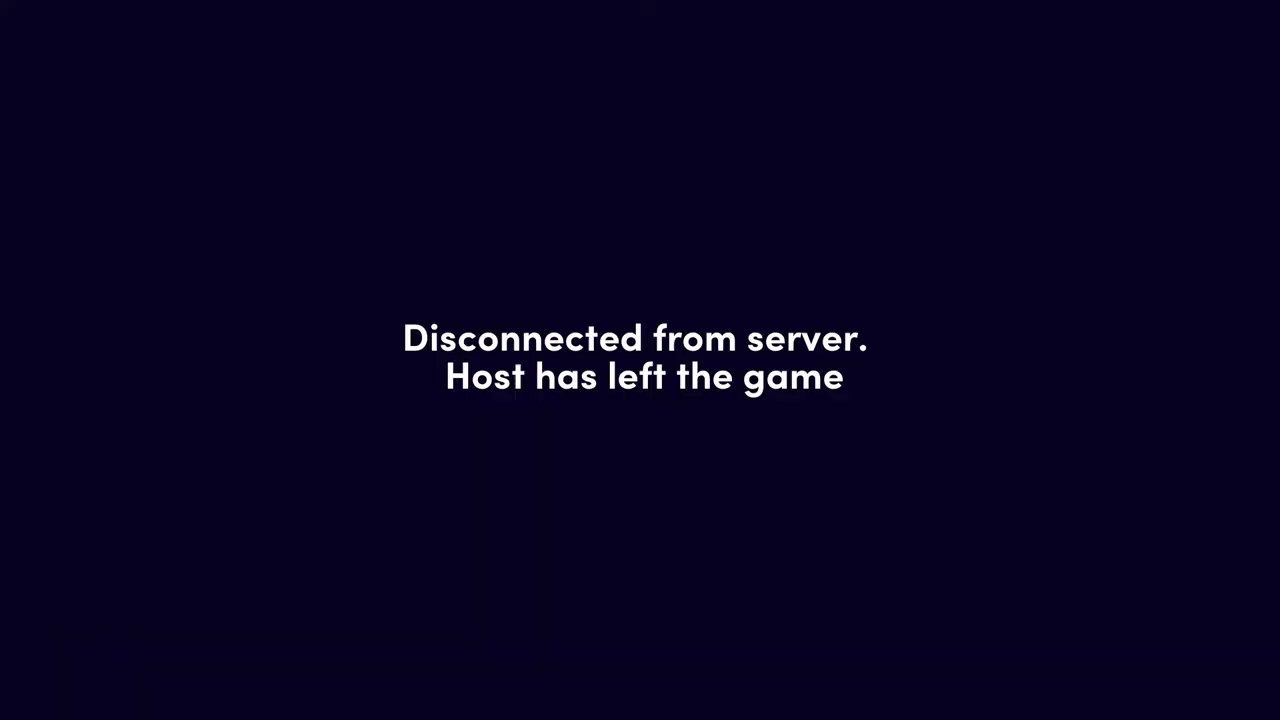 Disconnected from server.
Host has left the game